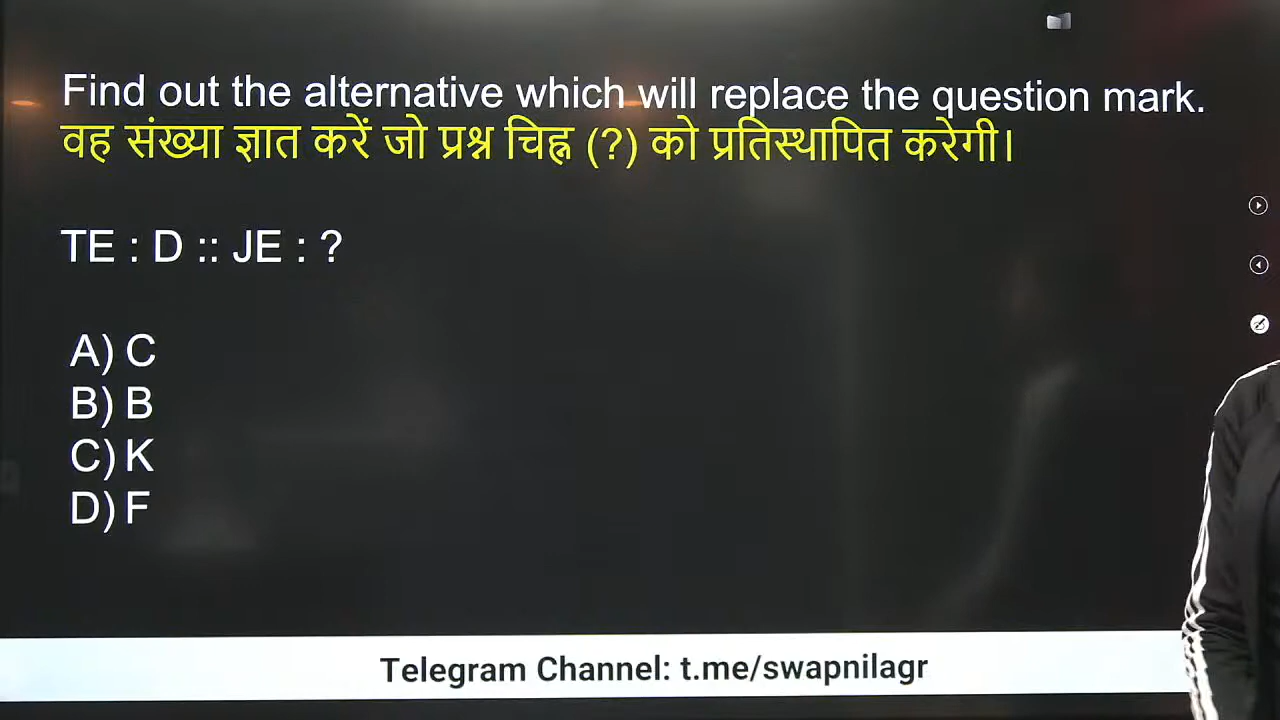 Find out the alternative which will replace the question mark.
वह संख्या ज्ञात करें जो प्रश्न चिह्न (?) को प्रतिस्थापित करेगी।
TE : D :: JE : ?
A) C
B) B
C) K
D) F
Telegram Channel: t.me/swapnilagr